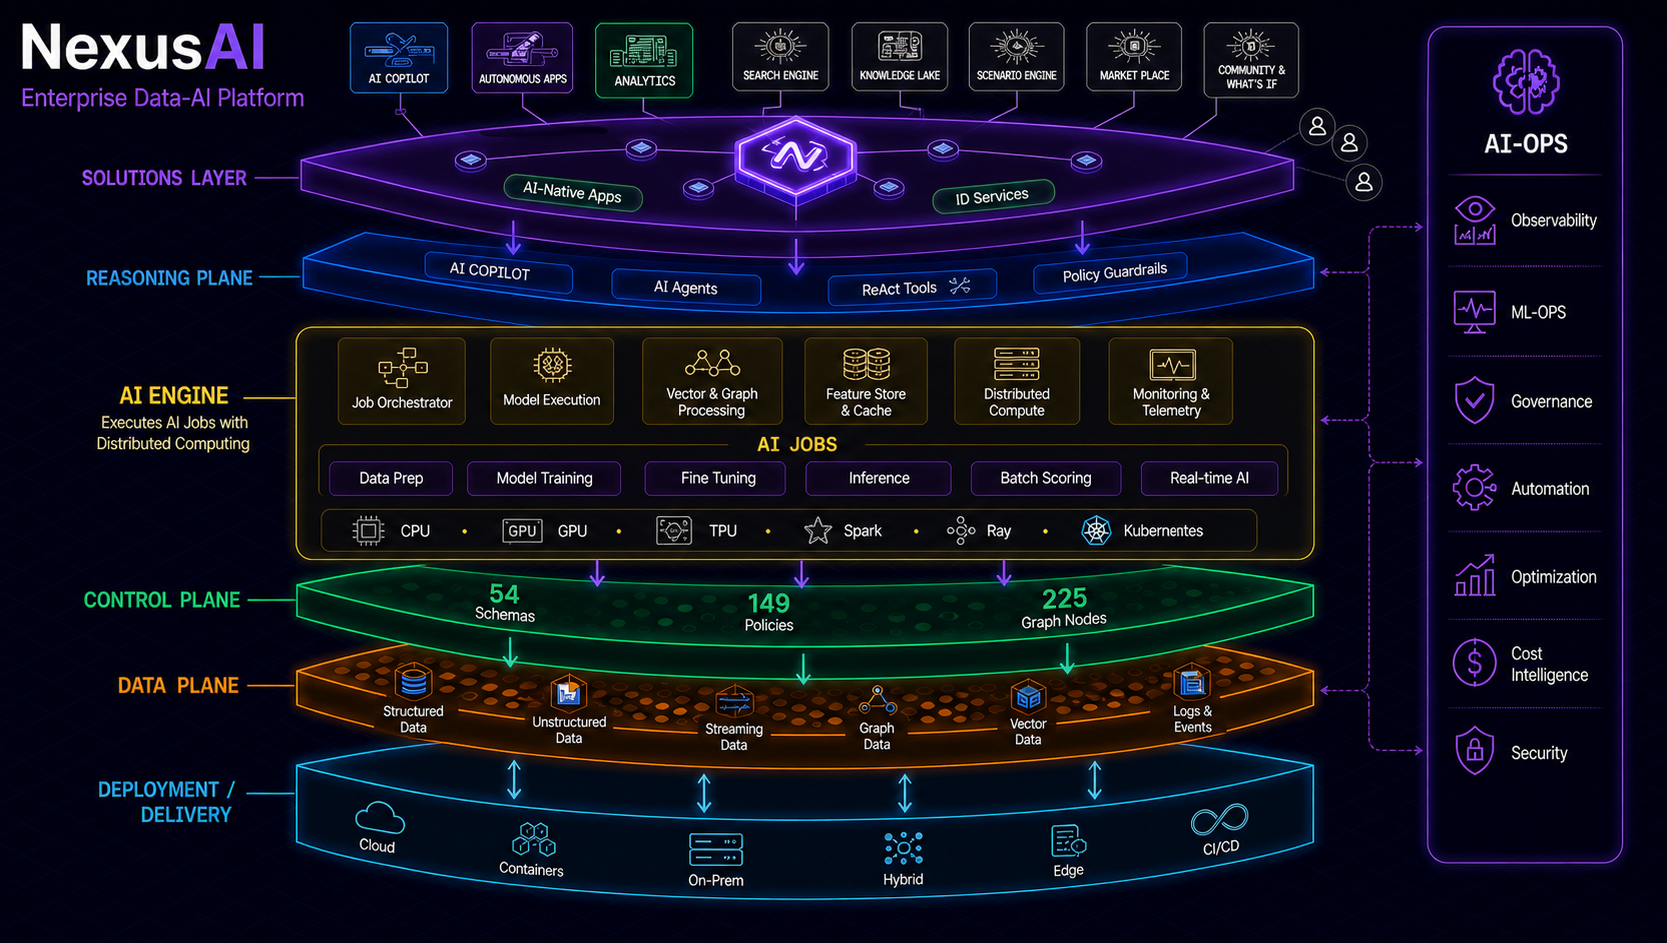 NexusAI
Enterprise Data-AI Platform
AI COPILOT
AUTONOMOUS APPS
ANALYTICS
SEARCH ENGINE
KNOWLEDGE LAKE
SCENARIO ENGINE
MARKET PLACE
COMMUNITY &
WHAT'S IF
SOLUTIONS LAYER
AI-Native Apps
ID Services
REASONING PLANE
AI COPILOT
AI Agents
ReAct Tools
Policy Guardrails
AI ENGINE
Executes AI Jobs with
Distributed Computing
Job Orchestrator
Model Execution
Vector & Graph
Processing
Feature Store
& Cache
Distributed
Compute
Monitoring &
Telemetry
AI JOBS
Data Prep
Model Training
Fine Tuning
Inference
Batch Scoring
Real-time AI
CPU
GPU
GPU
TPU
Spark
Ray
Kubernentes
CONTROL PLANE
54
Schemas
149
Policies
225
Graph Nodes
DATA PLANE
Structured
Data
Unstructured
Data
Streaming
Data
Graph
Data
Vector
Data
Logs &
Events
DEPLOYMENT /
DELIVERY
Cloud
Containers
On-Prem
Hybrid
Edge
CI/CD
AI-OPS
Observability
ML-OPS
Governance
Automation
Optimization
Cost
Intelligence
Security